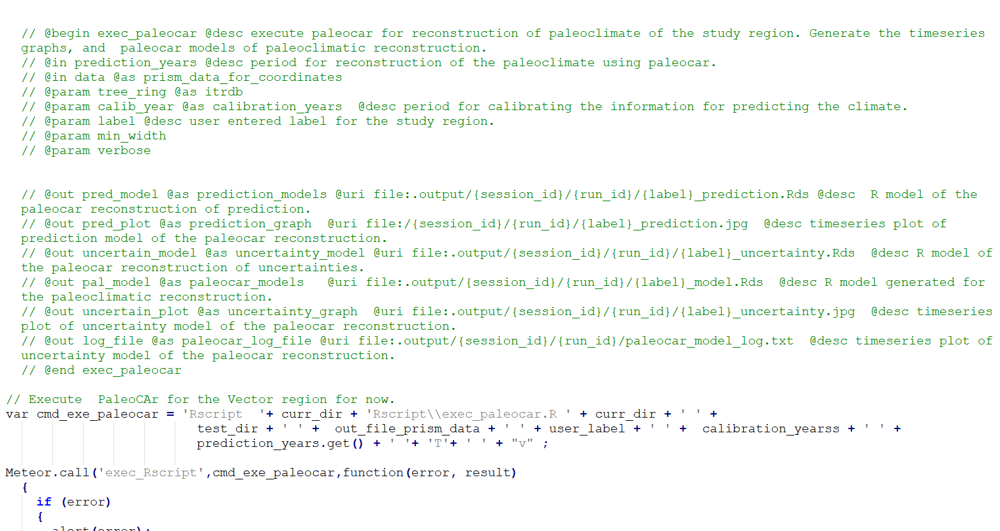 // @begin exec_paleocar @desc execute paleocar for reconstruction of paleoclimate of the study region. Generate the timeseries
graphs, and  paleocar models of paleoclimatic reconstruction.
// @in prediction_years @desc period for reconstruction of the paleoclimate using paleocar.
// @in data @as prism_data_for_coordinates
// @param tree_ring @as itrdb
// @param calib_year @as calibration_years  @desc period for calibrating the information for predicting the climate.
// @param label @desc user entered label for the study region.
// @param min_width
// @param verbose
// @out pred_model @as prediction_models @uri file:.output/{session_id}/{run_id}/{label}_prediction.Rds @desc  R model of the
paleocar reconstruction of prediction.
// @out pred_plot @as prediction_graph  @uri file:/{session_id}/{run_id}/{label}_prediction.jpg  @desc timeseries plot of
prediction model of the paleocar reconstruction.
// @out uncertain_model @as uncertainty_model @uri file:.output/{session_id}/{run_id}/{label}_uncertainty.Rds  @desc R model of
the paleocar reconstruction of uncertainties.
// @out pal_model @as paleocar_models   @uri file:.output/{session_id}/{run_id}/{label}_model.Rds  @desc R model generated for
the paleoclimatic reconstruction.
// @out uncertain_plot @as uncertainty_graph  @uri file:.output/{session_id}/{run_id}/{label}_uncertainty.jpg  @desc timeseries
plot of uncertainty model of the paleocar reconstruction.
// @out log_file @as paleocar_log_file @uri file:.output/{session_id}/{run_id}/paleocar_model_log.txt  @desc timeseries plot of
uncertainty model of the paleocar reconstruction.
// @end exec_paleocar
// Execute  PaleoCAr for the Vector region for now.
var cmd_exe_paleocar = 'Rscript  '+ curr_dir + 'Rscript\\exec_paleocar.R ' + curr_dir + ' ' +
test_dir + ' ' +  out_file_prism_data + ' ' + user_label + ' ' +  calibration_yearss + ' ' +
prediction_years.get() + ' '+ 'T'+ ' ' + "v" ;
Meteor.call('exec_Rscript',cmd_exe_paleocar,function(error, result)
{
if (error)
{
alert(error);